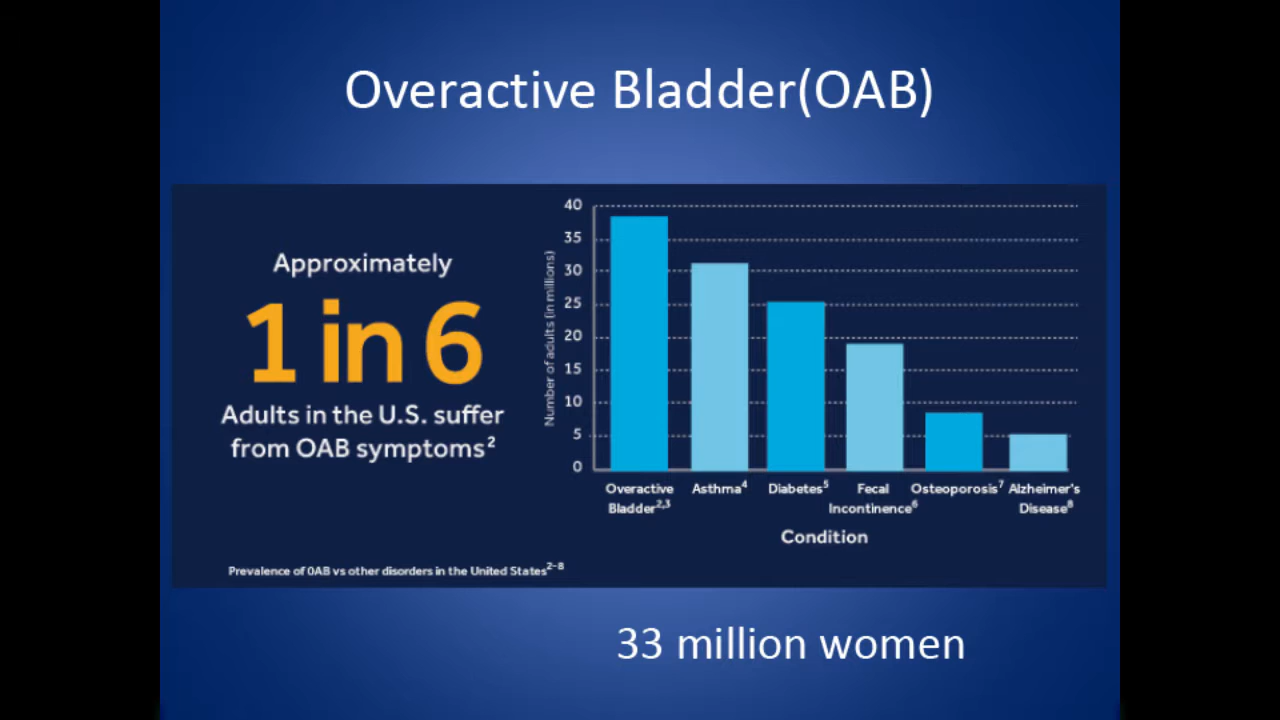 Overactive Bladder(OAB)
Approximately
1 in 6
Adults in the U.S. suffer
from OAB symptoms²
Prevalence of OAB vs other disorders in the United States²⁻⁸
Number of adults (in millions)
40
35
30
25
20
15
10
5
0
Overactive
Bladder²,³
Asthma⁴
Diabetes⁵
Fecal
Incontinence⁶
Osteoporosis⁷
Alzheimer's
Disease⁸
Condition
33 million women